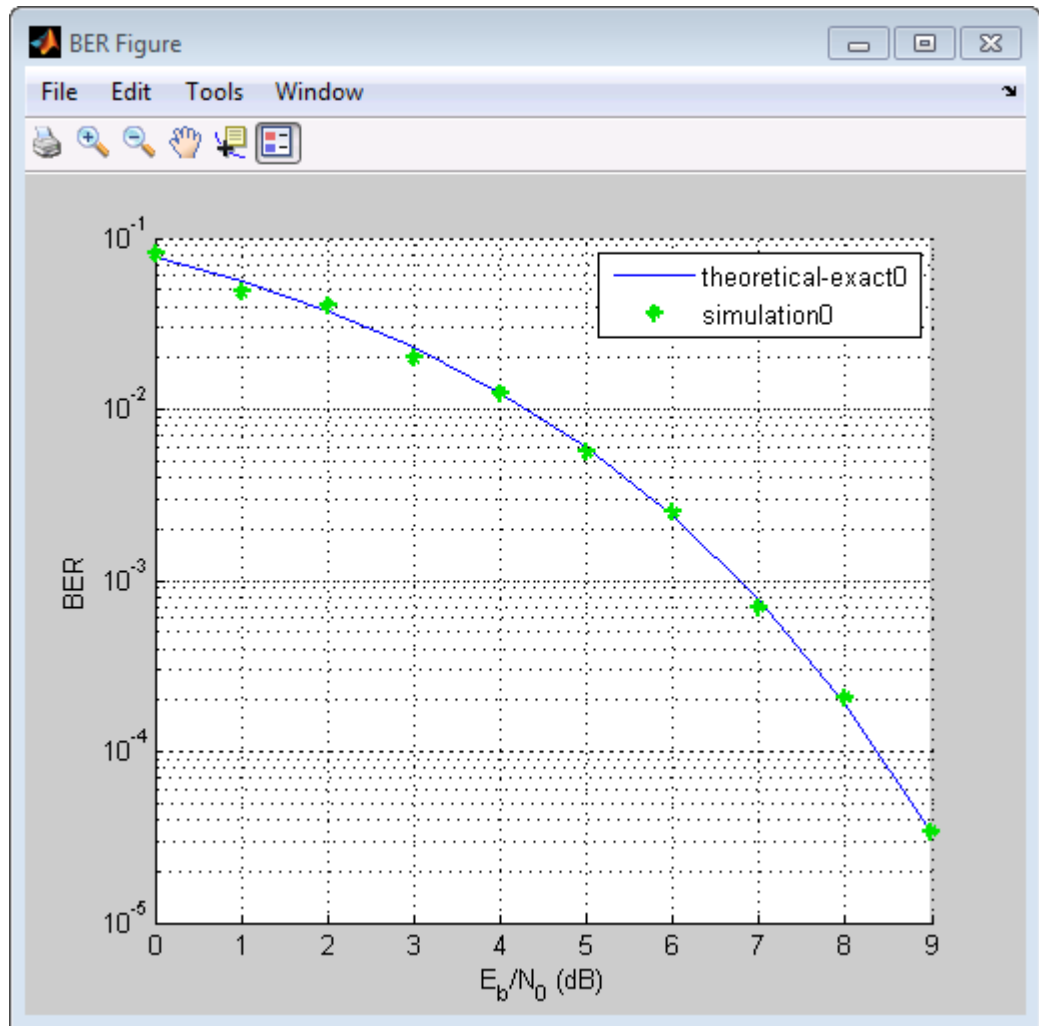 BER Figure
File Edit Tools Window
theoretical-exact0
simulation0
10^-1
10^-2
10^-3
10^-4
10^-5
BER
0 1 2 3 4 5 6 7 8 9
E_b/N_0 (dB)